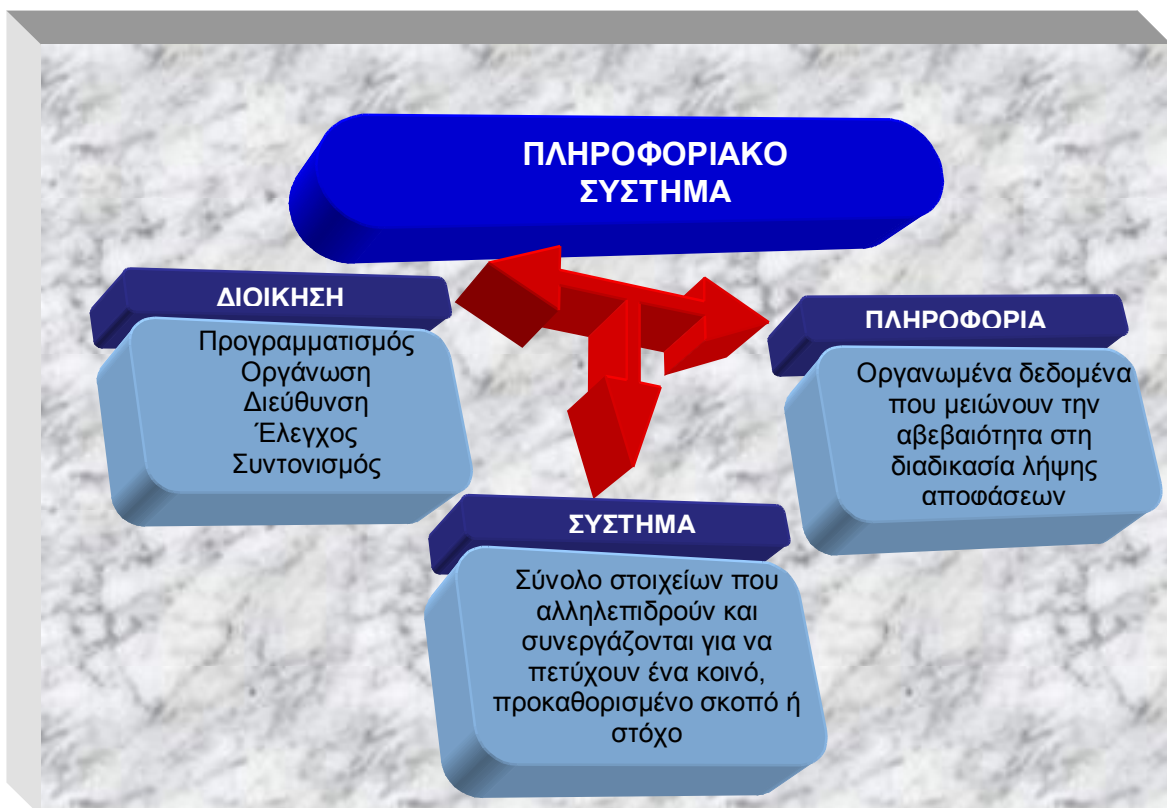 ΠΛΗΡΟΦΟΡΙΑΚΟ
ΣΥΣΤΗΜΑ
ΔΙΟΙΚΗΣΗ
Προγραμματισμός
Οργάνωση
Διεύθυνση
Έλεγχος
Συντονισμός
ΣΥΣΤΗΜΑ
Σύνολο στοιχείων που
αλληλεπιδρούν και
συνεργάζονται για να
πετύχουν ένα κοινό,
προκαθορισμένο σκοπό ή
στόχο
ΠΛΗΡΟΦΟΡΙΑ
Οργανωμένα δεδομένα
που μειώνουν την
αβεβαιότητα στη
διαδικασία λήψης
αποφάσεων